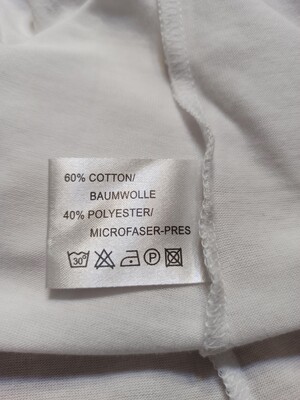 60% COTTON/
BAUMWOLLE
40% POLYESTER/
MICROFASER-PRES
30° P